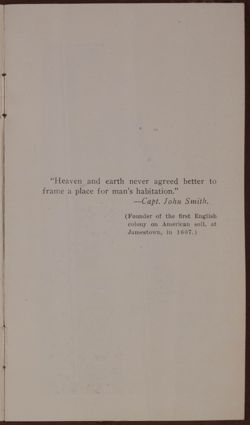 "Heaven and earth never agreed better to
frame a place for man's habitation."
—Capt. John Smith.
(Founder of the first English
colony on American soil, at
Jamestown, in 1607.)